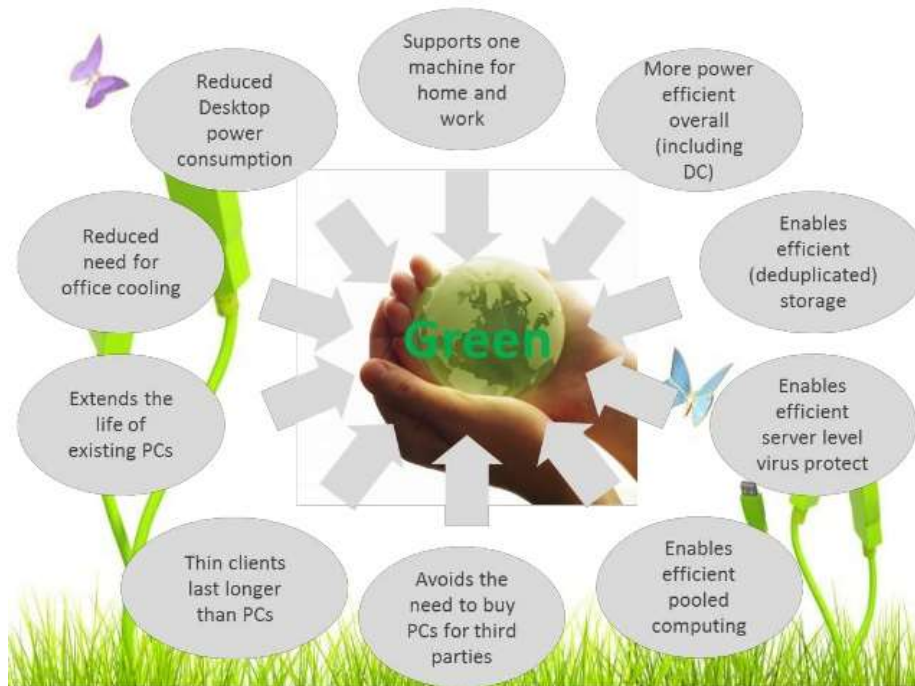 Supports one
machine for
home and
work
More power
efficient
overall
(including
DC)
Enables
efficient
(deduplicated)
storage
Enables
efficient
server level
virus protect
Enables
efficient
pooled
computing
Avoids the
need to buy
PCs for third
parties
Thin clients
last longer
than PCs
Extends the
life of
existing PCs
Reduced
need for
office cooling
Reduced
Desktop
power
consumption
Green